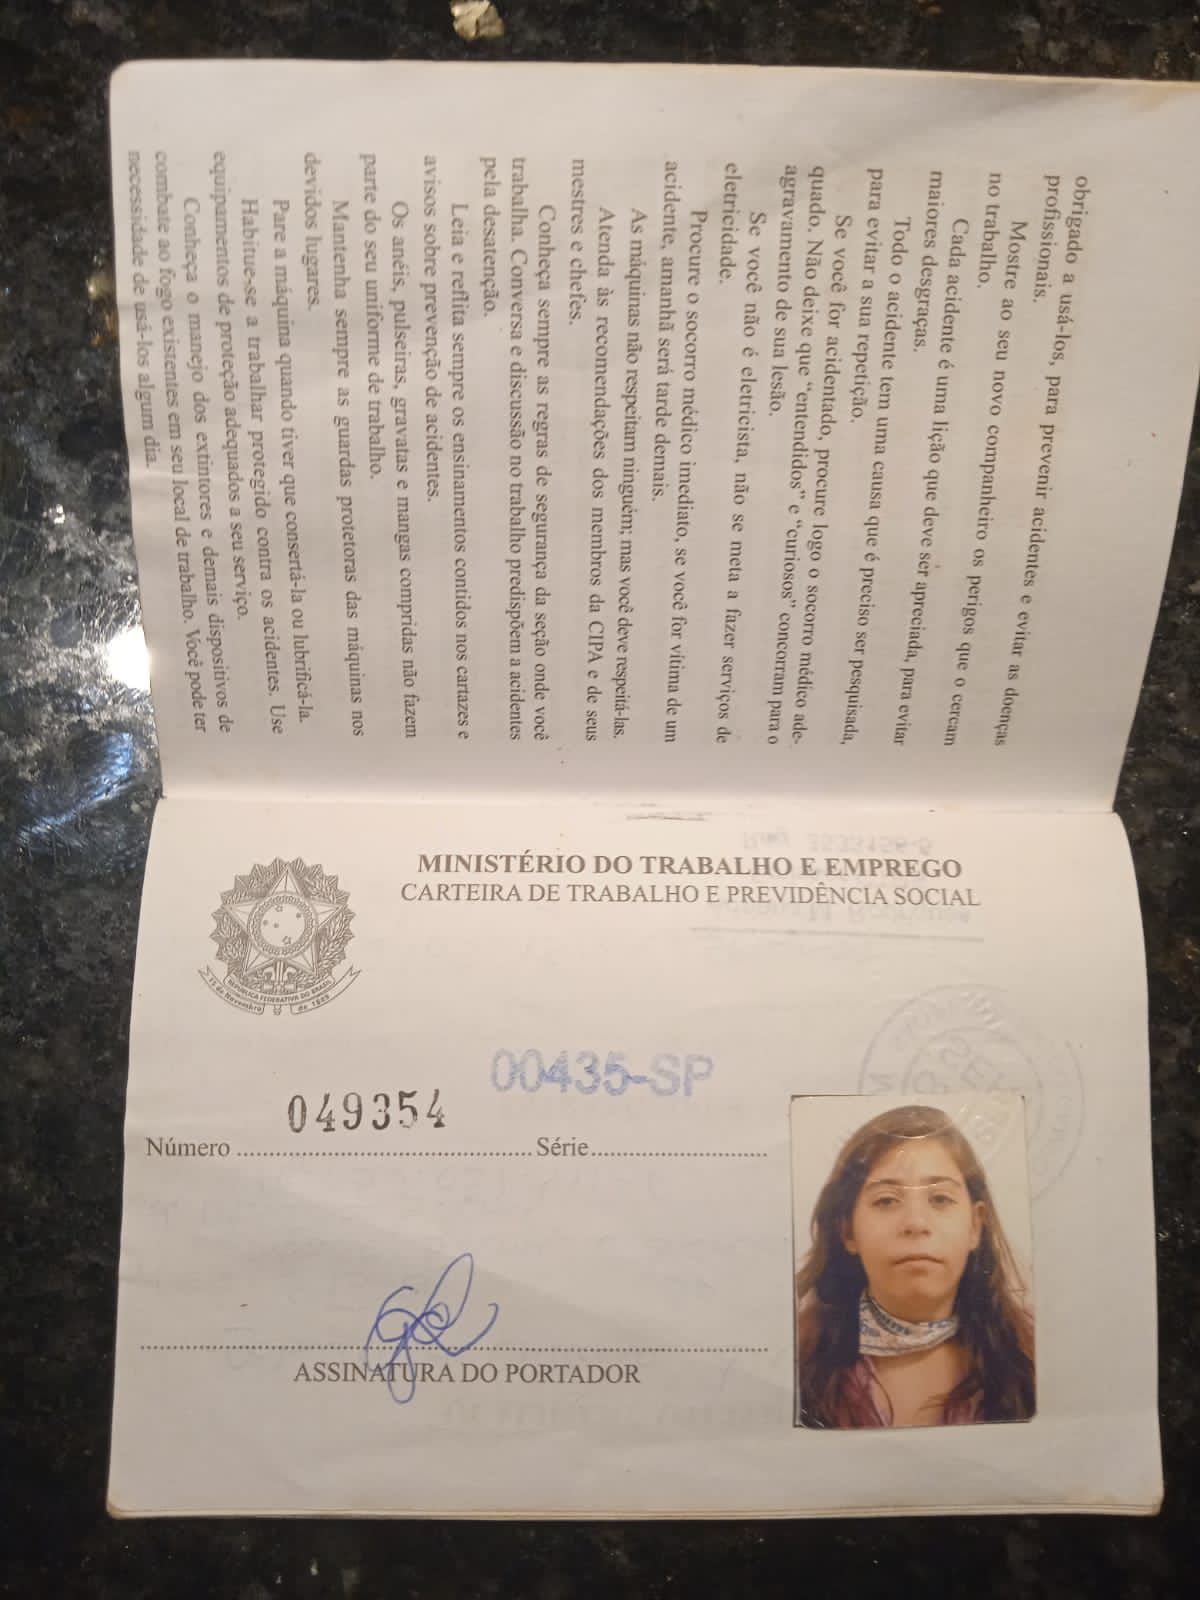 obrigado a usá-los, para prevenir acidentes e evitar as doenças
profissionais.
Mostre ao seu novo companheiro os perigos que o cercam
no trabalho.
Cada acidente é uma lição que deve ser apreciada, para evitar
maiores desgraças.
Todo o acidente tem uma causa que é preciso ser pesquisada,
para evitar a sua repetição.
Se você for acidentado, procure logo o socorro médico ade-
quado. Não deixe que "entendidos" e "curiosos" concorram para o
agravamento de sua lesão.
Se você não é eletricista, não se meta a fazer serviços de
eletricidade.
Procure o socorro médico imediato, se você for vítima de um
acidente, amanhã será tarde demais.
As máquinas não respeitam ninguém; mas você deve respeitá-las.
Atenda às recomendações dos membros da CIPA e de seus
mestres e chefes.
Conheça sempre as regras de segurança da seção onde você
trabalha. Conversa e discussão no trabalho predispõem a acidentes
pela desatenção.
Leia e reflita sempre os ensinamentos contidos nos cartazes e
avisos sobre prevenção de acidentes.
Os anéis, pulseiras, gravatas e mangas compridas não fazem
parte do seu uniforme de trabalho.
Mantenha sempre as guardas protetoras das máquinas nos
devidos lugares.
Pare a máquina quando tiver que consertá-la ou lubrificá-la.
Habitue-se a trabalhar protegido contra os acidentes. Use
equipamentos de proteção adequados a seu serviço.
Conheça o manejo dos extintores e demais dispositivos de
combate ao fogo existentes em seu local de trabalho. Você pode ter
necessidade de usá-los algum dia.
MINISTÉRIO DO TRABALHO E EMPREGO
CARTEIRA DE TRABALHO E PREVIDÊNCIA SOCIAL
REPÚBLICA FEDERATIVA DO BRASIL
15 de Novembro de 1889
00435-SP
049354
Número Série
ASSINATURA DO PORTADOR